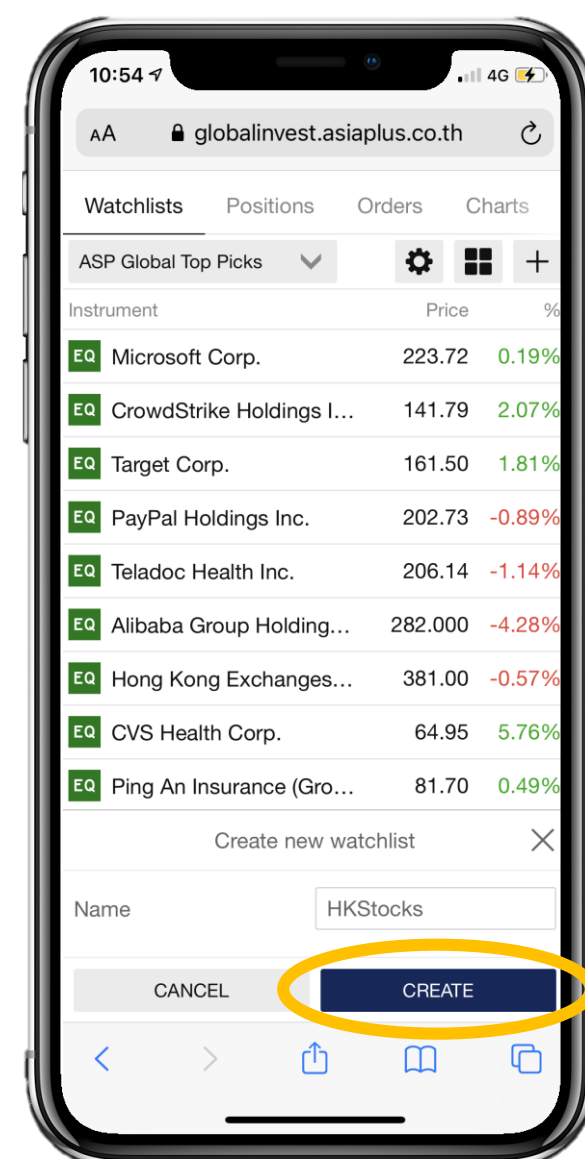 10:54 4G
AA globalinvest.asiaplus.co.th
Watchlists Positions Orders Charts
ASP Global Top Picks
Instrument Price %
EQ Microsoft Corp. 223.72 0.19%
EQ CrowdStrike Holdings I... 141.79 2.07%
EQ Target Corp. 161.50 1.81%
EQ PayPal Holdings Inc. 202.73 -0.89%
EQ Teladoc Health Inc. 206.14 -1.14%
EQ Alibaba Group Holding... 282.000 -4.28%
EQ Hong Kong Exchanges... 381.00 -0.57%
EQ CVS Health Corp. 64.95 5.76%
EQ Ping An Insurance (Gro... 81.70 0.49%
Create new watchlist
Name HKStocks
CANCEL CREATE